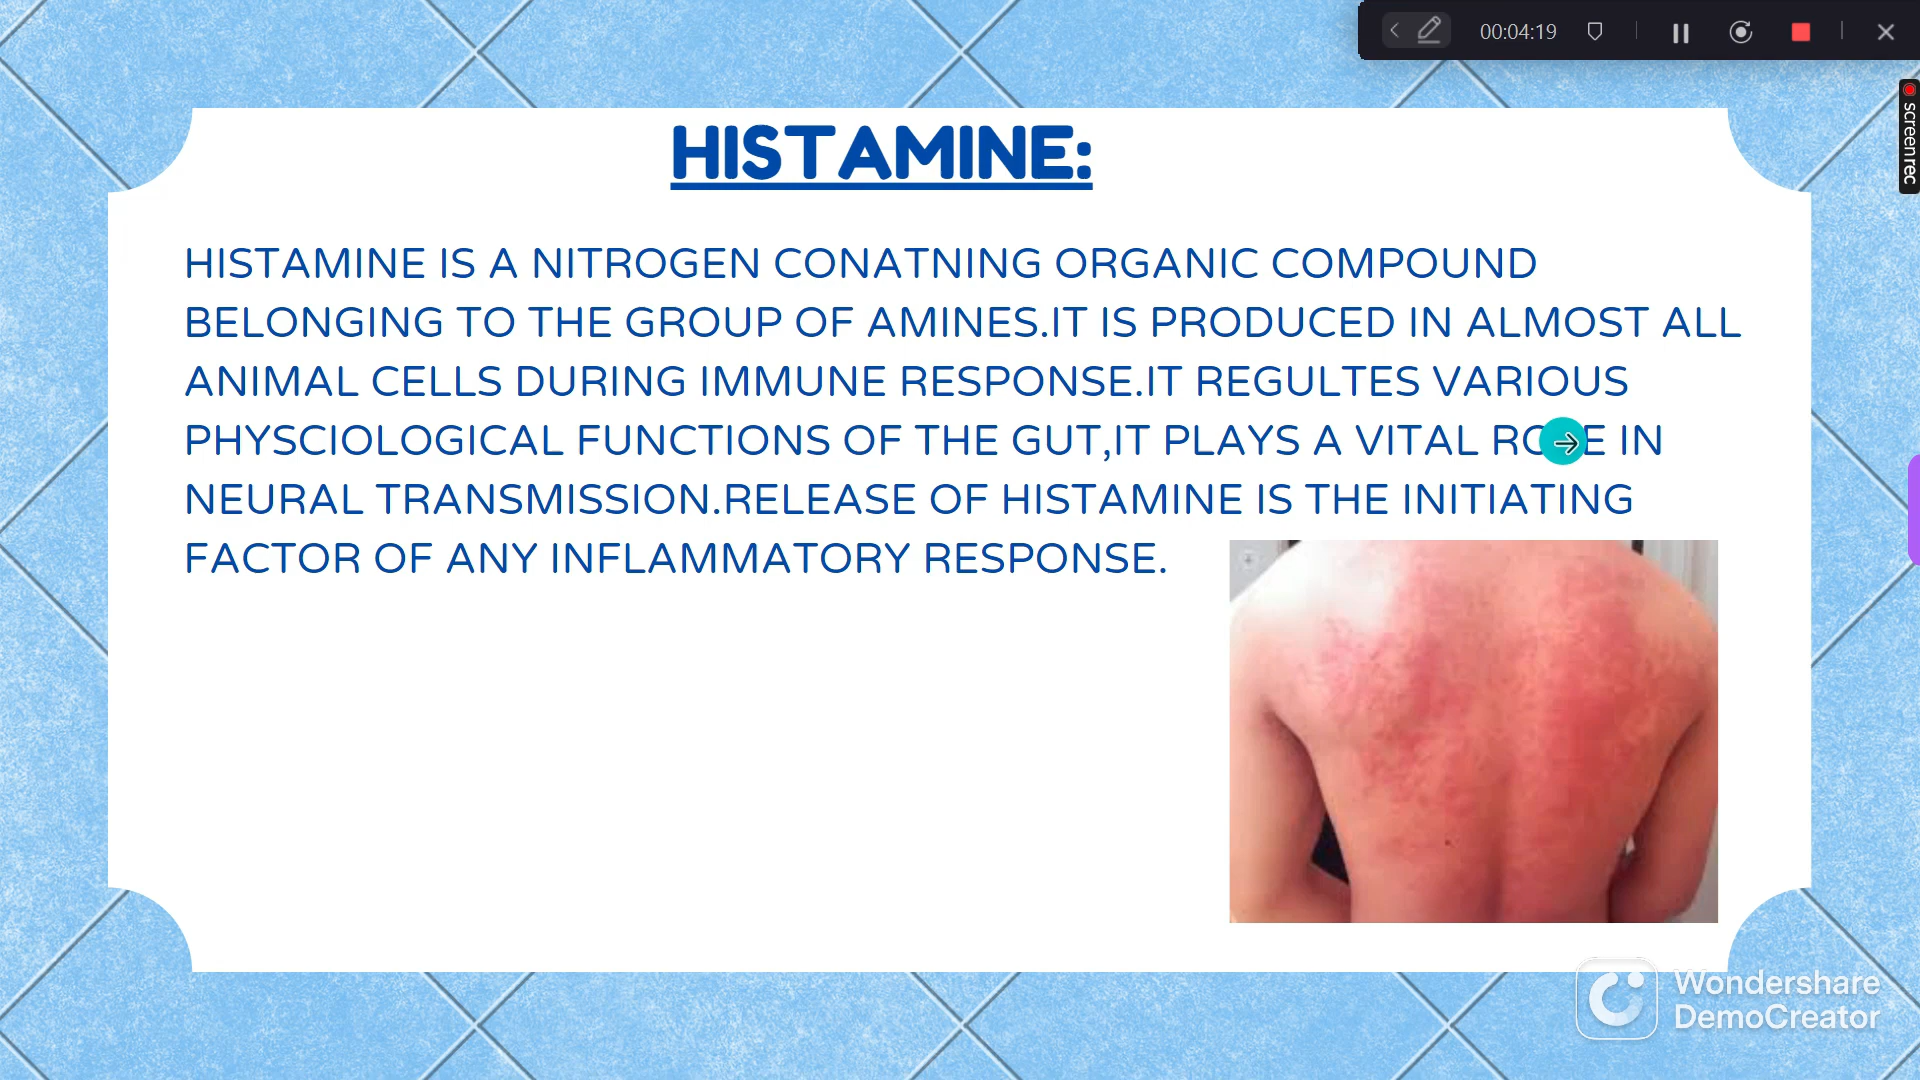 00:04:19
screenrec
HISTAMINE:
HISTAMINE IS A NITROGEN CONATNING ORGANIC COMPOUND
BELONGING TO THE GROUP OF AMINES.IT IS PRODUCED IN ALMOST ALL
ANIMAL CELLS DURING IMMUNE RESPONSE.IT REGULTES VARIOUS
PHYSCIOLOGICAL FUNCTIONS OF THE GUT,IT PLAYS A VITAL ROLE IN
NEURAL TRANSMISSION.RELEASE OF HISTAMINE IS THE INITIATING
FACTOR OF ANY INFLAMMATORY RESPONSE.
Wondershare
DemoCreator